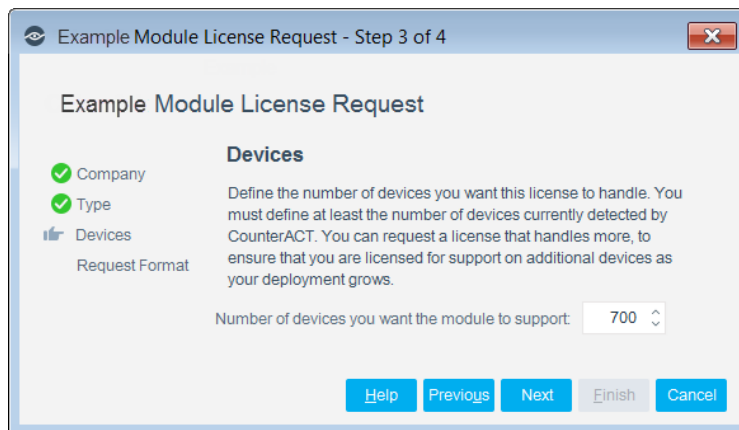 Example Module License Request - Step 3 of 4
Example Module License Request
Company
Type
Devices
Request Format
Devices
Define the number of devices you want this license to handle. You
must define at least the number of devices currently detected by
CounterACT. You can request a license that handles more, to
ensure that you are licensed for support on additional devices as
your deployment grows.
Number of devices you want the module to support: 700
Help Previous Next Finish Cancel